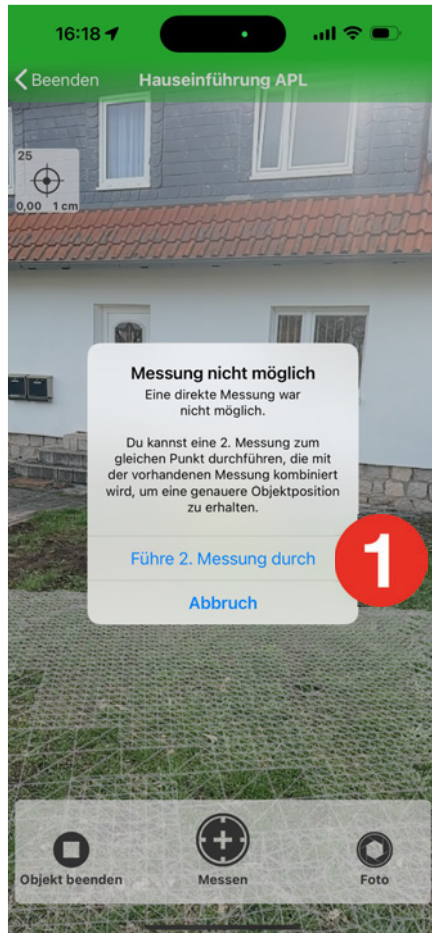 16:18
Beenden Hauseinführung APL
25
0,00 1 cm
Messung nicht möglich
Eine direkte Messung war
nicht möglich.
Du kannst eine 2. Messung zum
gleichen Punkt durchführen, die mit
der vorhandenen Messung kombiniert
wird, um eine genauere Objektposition
zu erhalten.
Führe 2. Messung durch
1
Abbruch
Objekt beenden Messen Foto